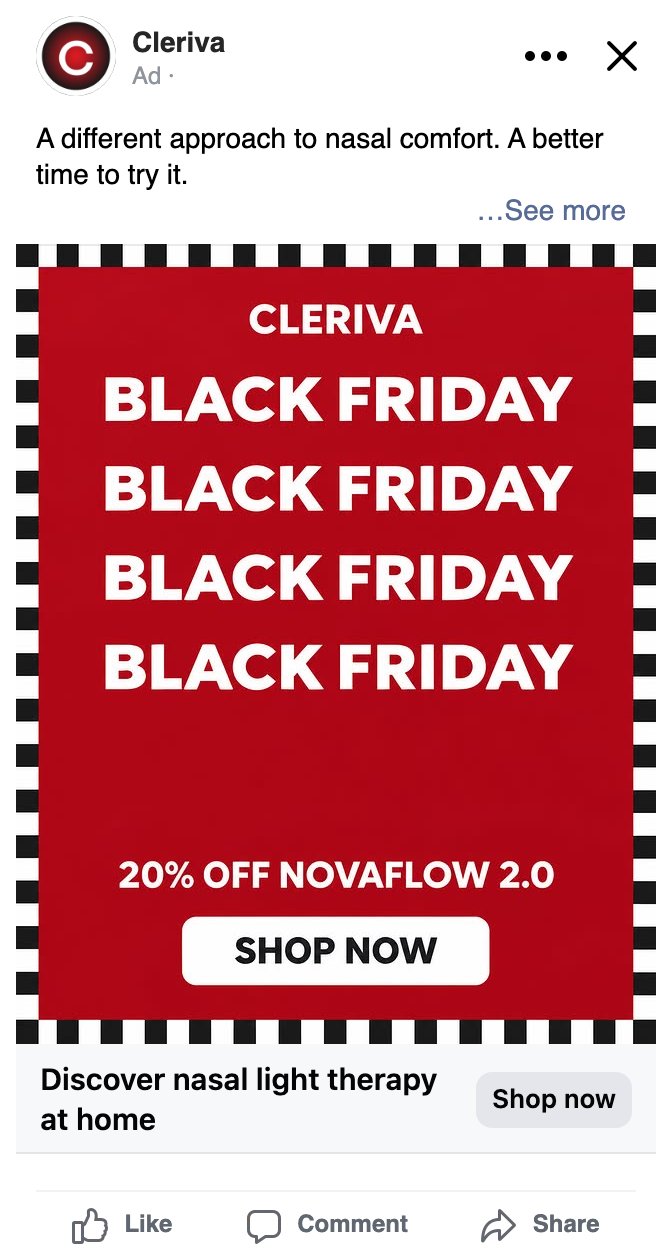 C
Cleriva
Ad ·
A different approach to nasal comfort. A better
time to try it.
...See more
CLERIVA
BLACK FRIDAY
BLACK FRIDAY
BLACK FRIDAY
BLACK FRIDAY
20% OFF NOVAFLOW 2.0
SHOP NOW
Discover nasal light therapy
at home
Shop now
Like
Comment
Share